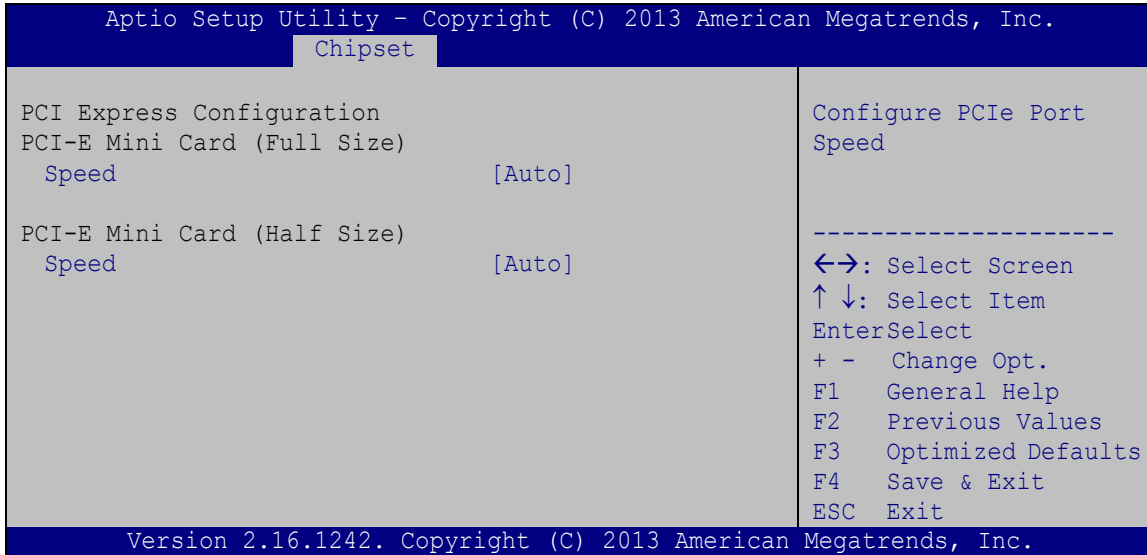 Aptio Setup Utility – Copyright (C) 2013 American Megatrends, Inc.
Chipset
PCI Express Configuration
PCI-E Mini Card (Full Size)
Speed [Auto]
PCI-E Mini Card (Half Size)
Speed [Auto]
Configure PCIe Port
Speed
---------------------
←→: Select Screen
↑ ↓: Select Item
EnterSelect
+ - Change Opt.
F1 General Help
F2 Previous Values
F3 Optimized Defaults
F4 Save & Exit
ESC Exit
Version 2.16.1242. Copyright (C) 2013 American Megatrends, Inc.